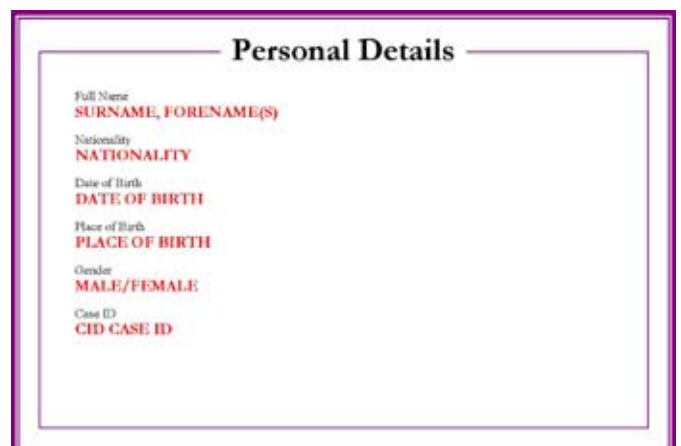 Personal Details
Full Name
SURNAME, FORENAME(S)
Nationality
NATIONALITY
Date of Birth
DATE OF BIRTH
Place of Birth
PLACE OF BIRTH
Gender
MALE/FEMALE
Case ID
CID CASE ID